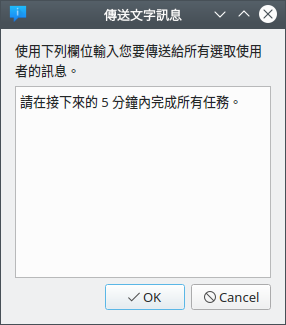 傳送文字訊息
使用下列欄位輸入您要傳送給所有選取使用
者的訊息。
請在接下來的 5 分鐘內完成所有任務。
OK
Cancel